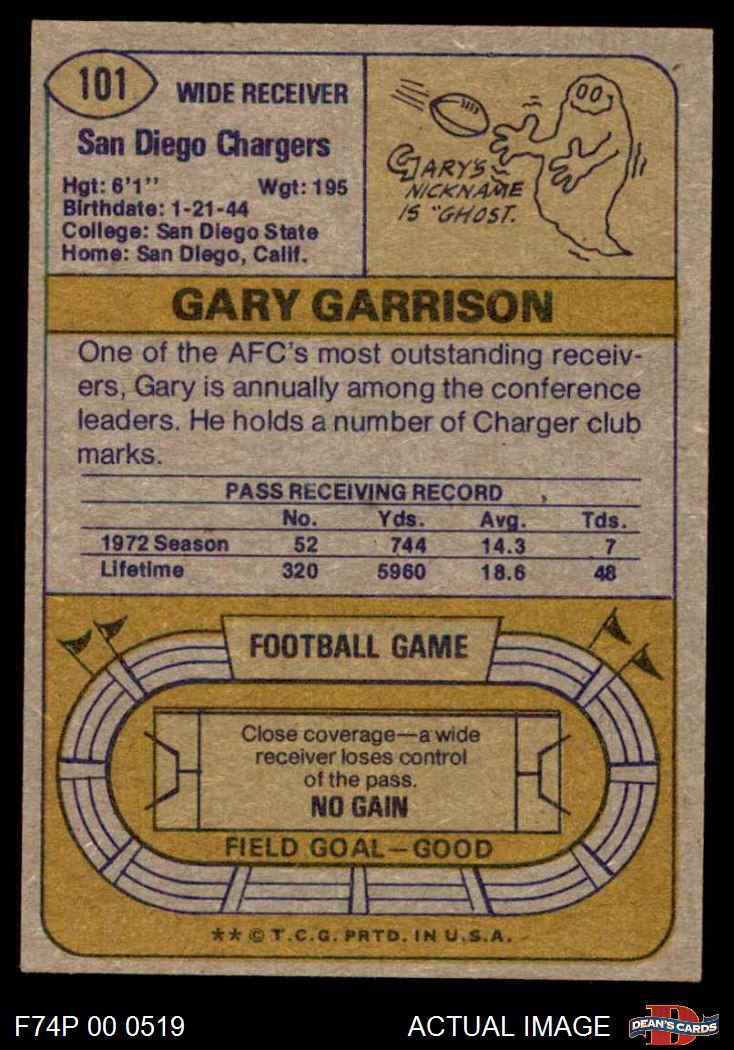 101
WIDE RECEIVER
San Diego Chargers
Hgt: 6'1" Wgt: 195
Birthdate: 1-21-44
College: San Diego State
Home: San Diego, Calif.
GARY'S
NICKNAME
IS "GHOST.
GARY GARRISON
One of the AFC's most outstanding receiv-
ers, Gary is annually among the conference
leaders. He holds a number of Charger club
marks.
PASS RECEIVING RECORD
No. Yds. Avg. Tds.
1972 Season 52 744 14.3 7
Lifetime 320 5960 18.6 48
FOOTBALL GAME
Close coverage—a wide
receiver loses control
of the pass.
NO GAIN
FIELD GOAL—GOOD
** © T.C.G. PRTD. IN U.S.A.
F74P 00 0519
ACTUAL IMAGE
D
DEAN'S CARDS